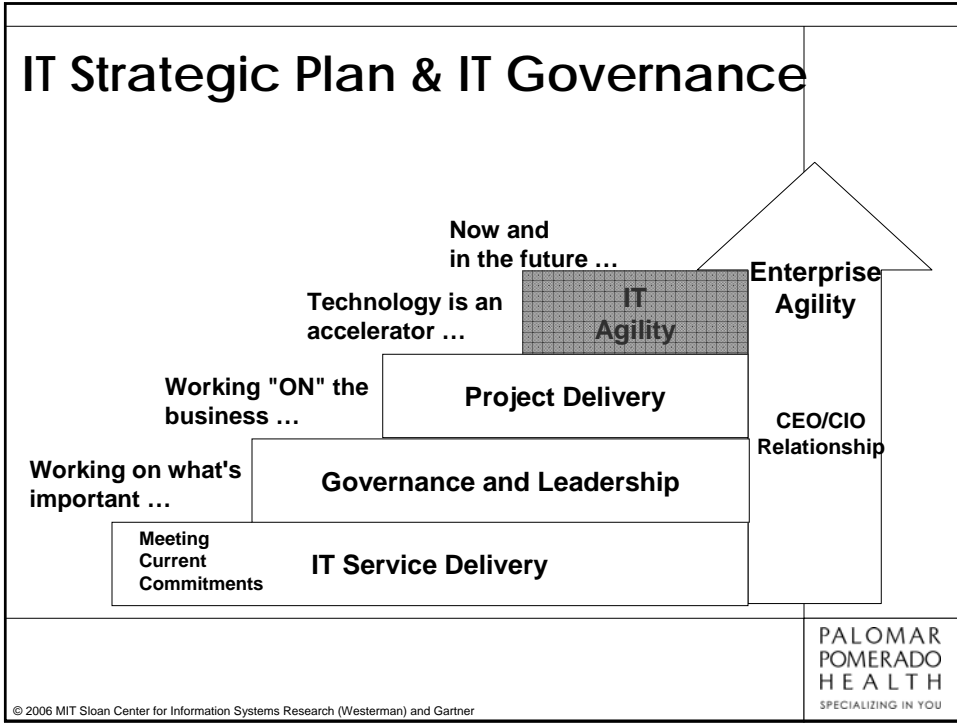 IT Strategic Plan & IT Governance
Now and
in the future …
Enterprise
Agility
IT
Agility
Technology is an
accelerator …
Working "ON" the
business …
Project Delivery
CEO/CIO
Relationship
Working on what's
important …
Governance and Leadership
Meeting
Current
Commitments
IT Service Delivery
PALOMAR
POMERADO
HEALTH
SPECIALIZING IN YOU
© 2006 MIT Sloan Center for Information Systems Research (Westerman) and Gartner